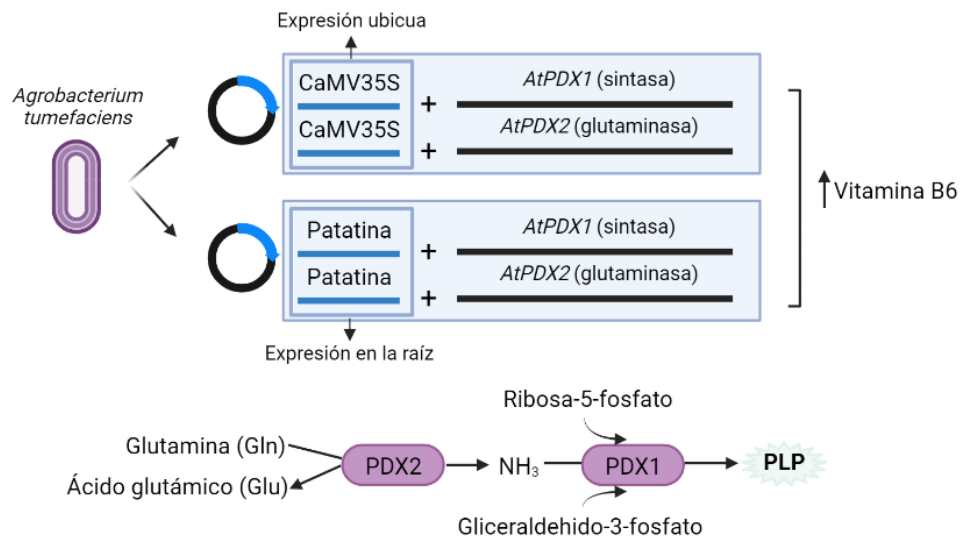 Expresión ubicua
Agrobacterium
tumefaciens
CaMV35S
+
AtPDX1 (sintasa)
CaMV35S
+
AtPDX2 (glutaminasa)
Patatina
+
AtPDX1 (sintasa)
Patatina
+
AtPDX2 (glutaminasa)
Expresión en la raíz
Vitamina B6
Ribosa-5-fosfato
Glutamina (Gln)
Ácido glutámico (Glu)
PDX2
NH₃
PDX1
PLP
Gliceraldehido-3-fosfato